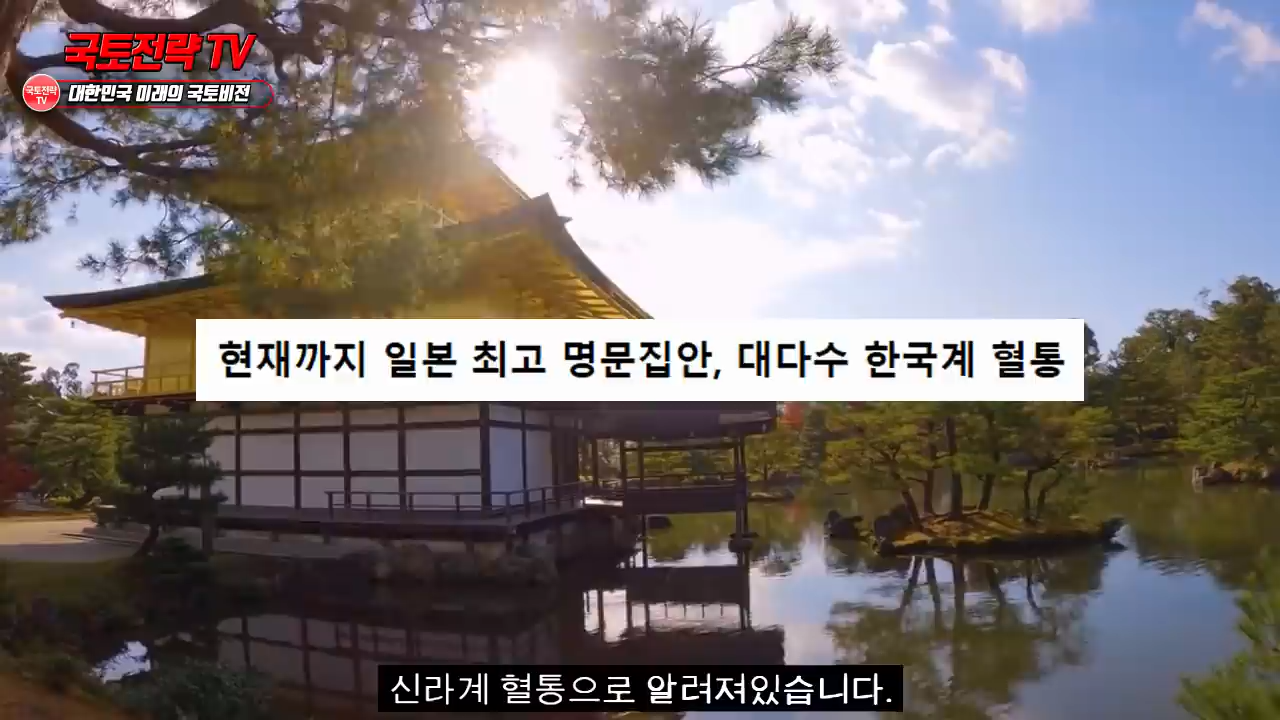 국토전략 TV
국토전략 TV
대한민국 미래의 국토비전
현재까지 일본 최고 명문집안, 대다수 한국계 혈통
신라계 혈통으로 알려져있습니다.